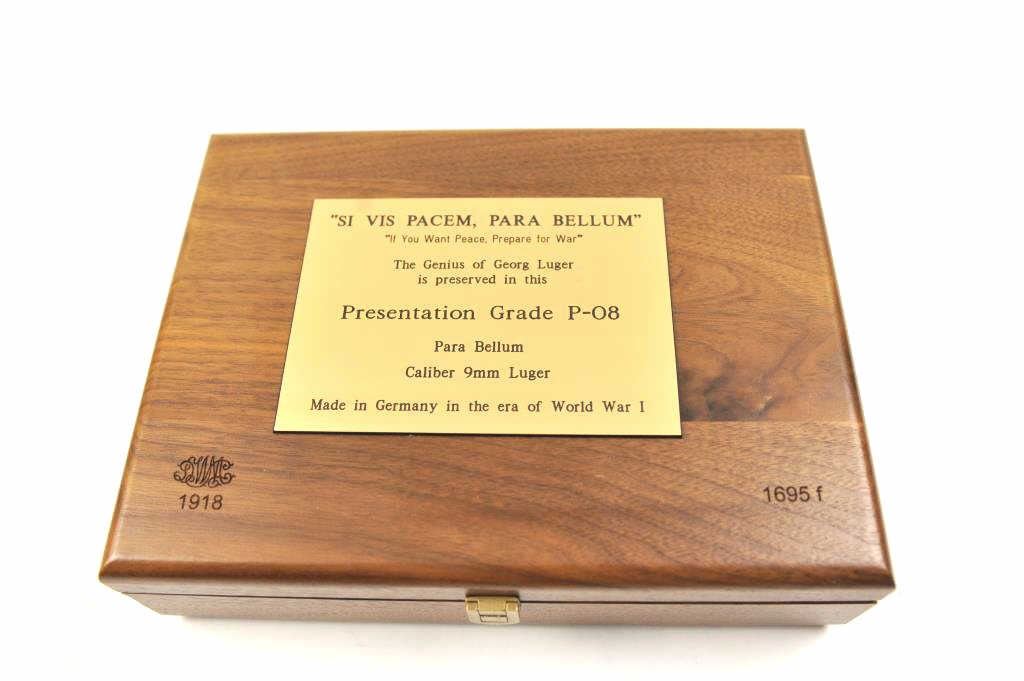 "SI VIS PACEM, PARA BELLUM"
"If You Want Peace, Prepare for War"
The Genius of Georg Luger
is preserved in this
Presentation Grade P-08
Para Bellum
Caliber 9mm Luger
Made in Germany in the era of World War I
DWM
1918
1695 f